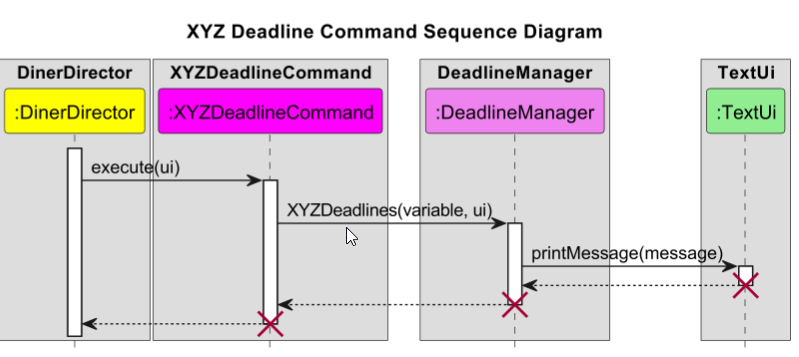 XYZ Deadline Command Sequence Diagram
DinerDirector
XYZDeadlineCommand
DeadlineManager
TextUi
:DinerDirector
:XYZDeadlineCommand
:DeadlineManager
:TextUi
execute(ui)
XYZDeadlines(variable, ui)
printMessage(message)